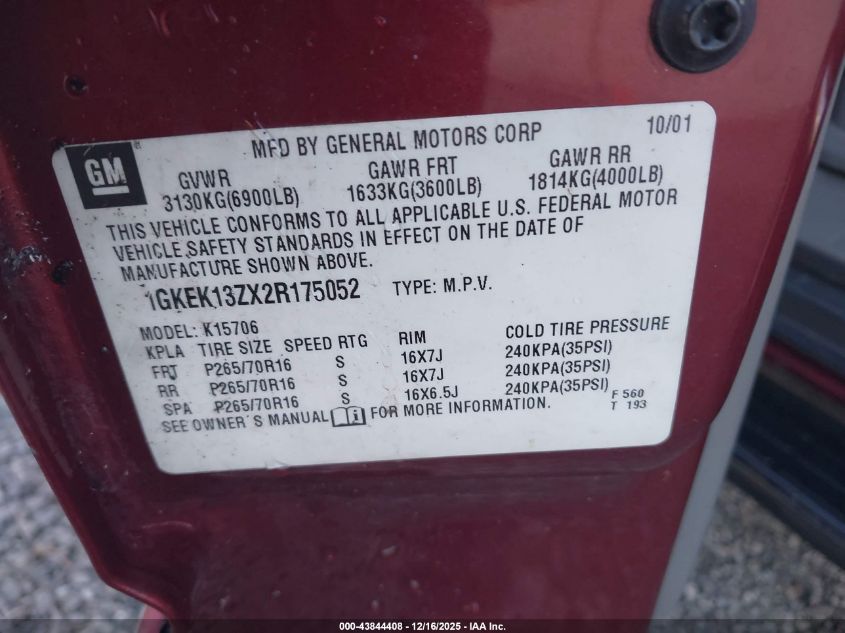 GM
MFD BY GENERAL MOTORS CORP 10/01
GVWR GAWR FRT GAWR RR
3130KG(6900LB) 1633KG(3600LB) 1814KG(4000LB)
THIS VEHICLE CONFORMS TO ALL APPLICABLE U.S. FEDERAL MOTOR
VEHICLE SAFETY STANDARDS IN EFFECT ON THE DATE OF
MANUFACTURE SHOWN ABOVE.
1GKEK13ZX2R175052 TYPE: M.P.V.
MODEL: K15706
KPLA TIRE SIZE SPEED RTG RIM COLD TIRE PRESSURE
FRT P265/70R16 S 16X7J 240KPA(35PSI)
RR P265/70R16 S 16X7J 240KPA(35PSI)
SPA P265/70R16 S 16X6.5J 240KPA(35PSI)
SEE OWNER'S MANUAL i FOR MORE INFORMATION. F 560
T 193
000-43844408 - 12/16/2025 - IAA Inc.